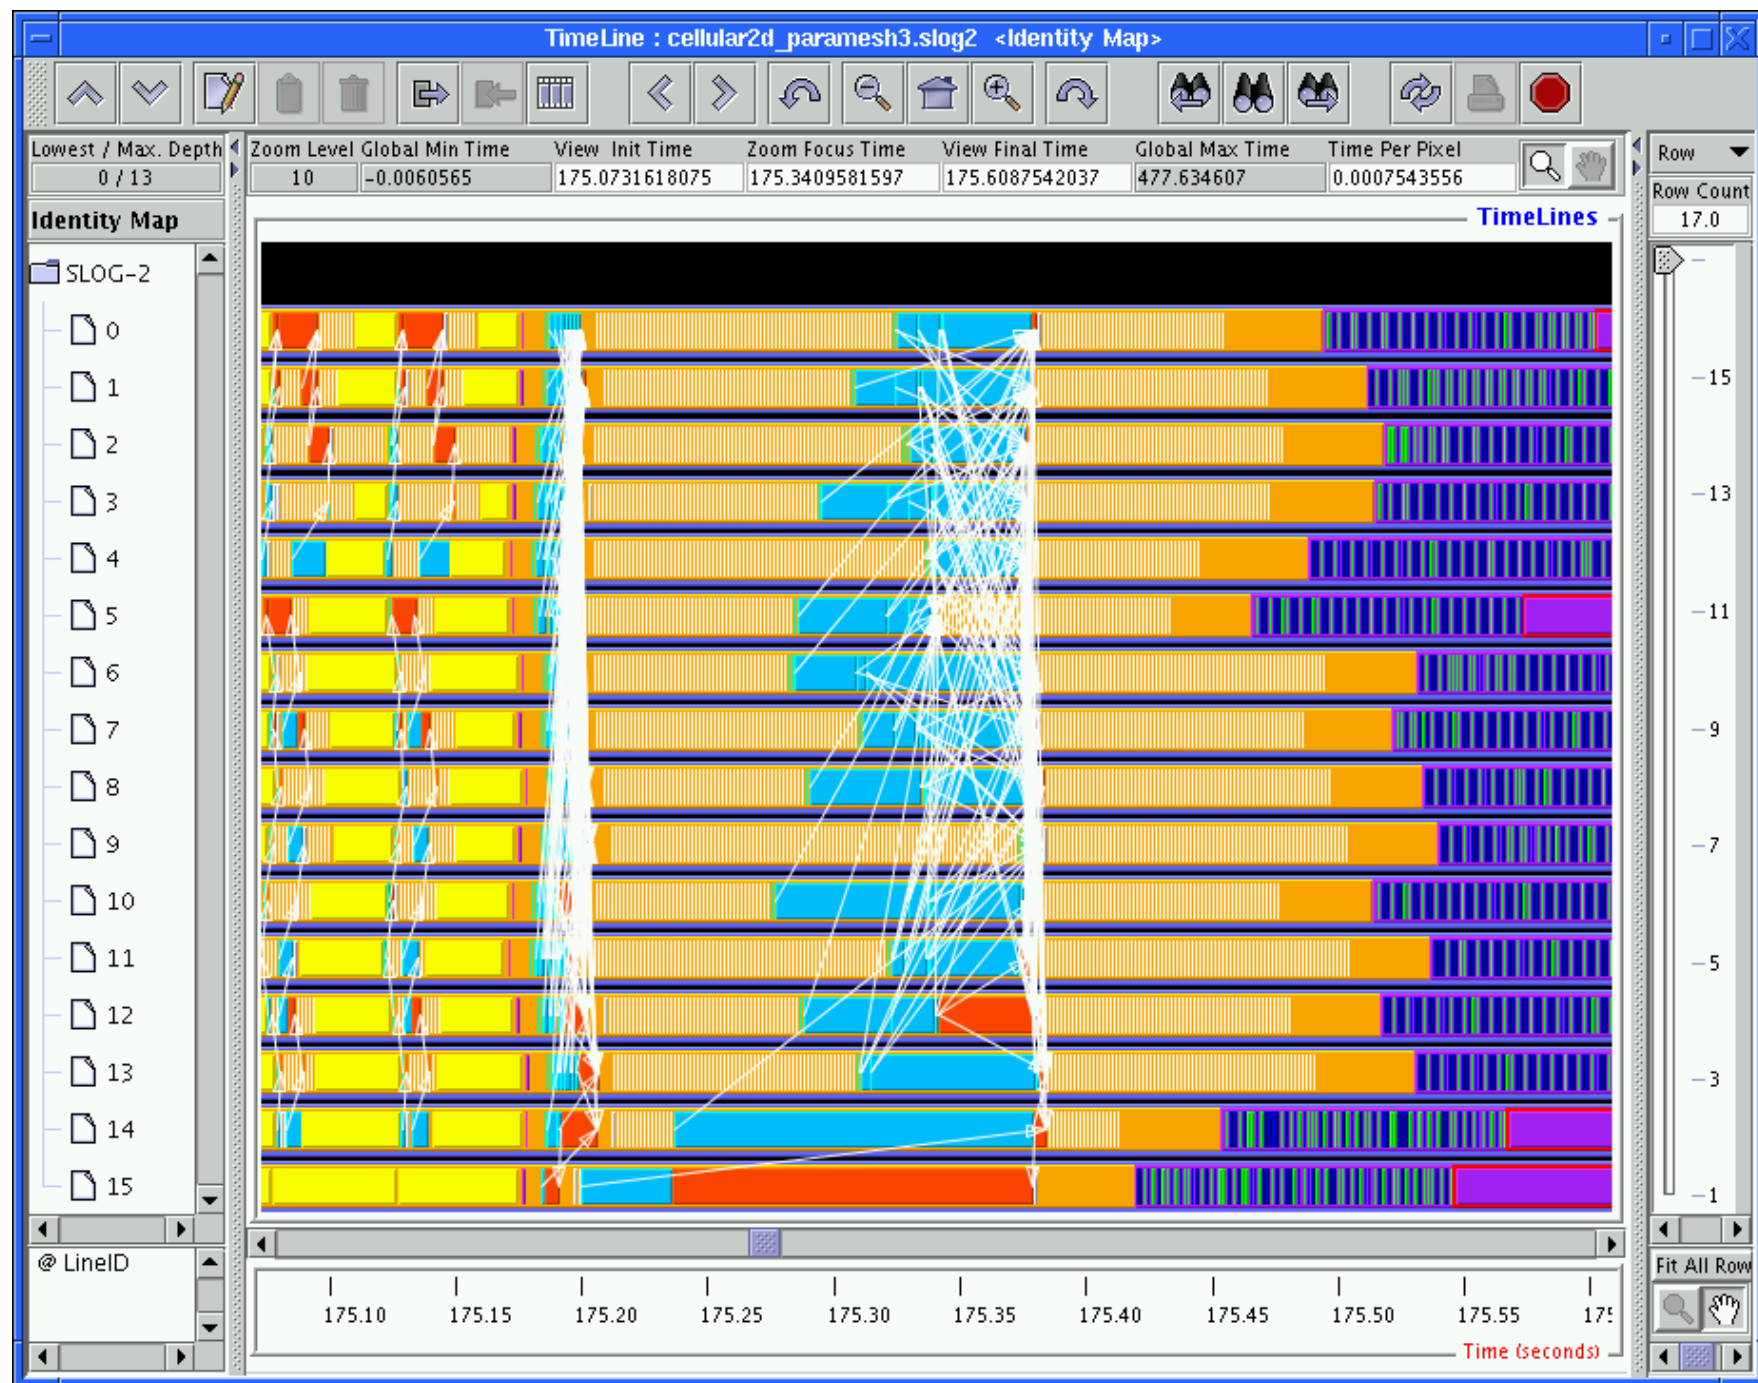 TimeLine : cellular2d_paramesh3.slog2 <Identity Map>
Lowest / Max. Depth
0 / 13
Zoom Level Global Min Time View Init Time Zoom Focus Time View Final Time Global Max Time Time Per Pixel
10 -0.0060565 175.0731618075 175.3409581597 175.6087542037 477.634607 0.0007543556
Row
Row Count
17.0
Identity Map
TimeLines
SLOG-2
0
1
2
3
4
5
6
7
8
9
10
11
12
13
14
15
15
13
11
9
7
5
3
1
@ LineID
Fit All Row
175.10 175.15 175.20 175.25 175.30 175.35 175.40 175.45 175.50 175.55
Time (seconds)